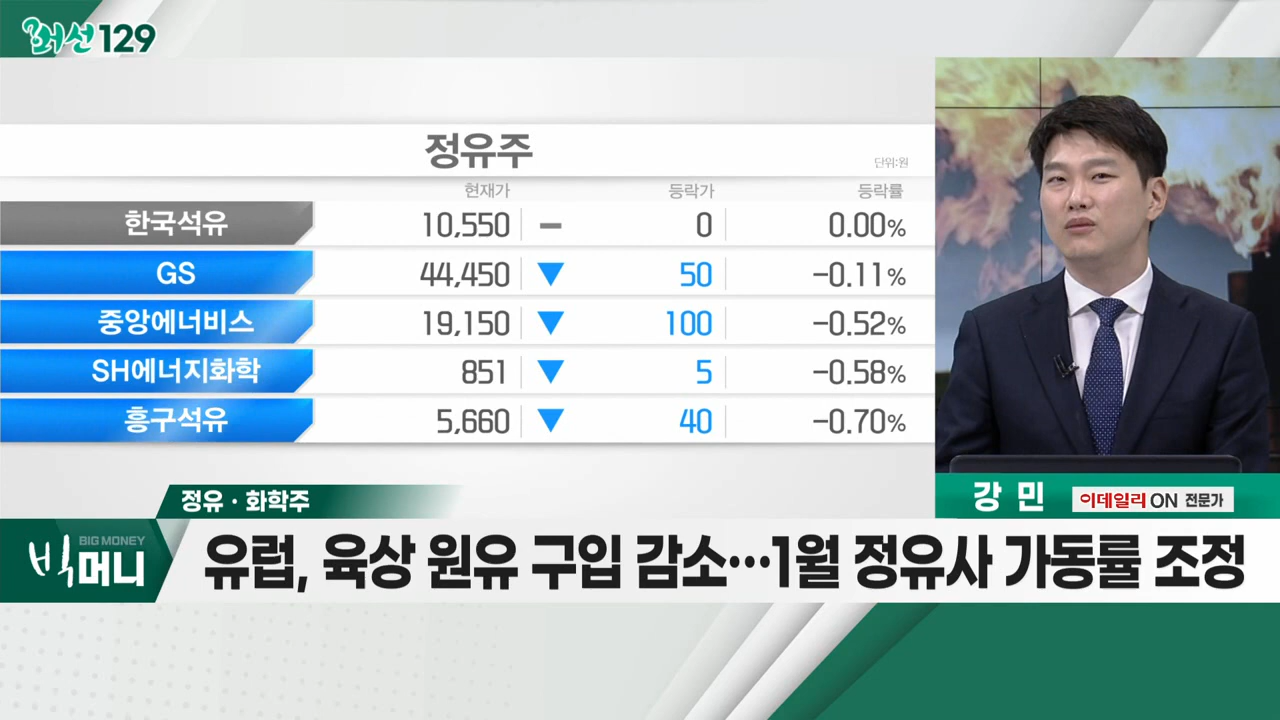 머선129
정유주
단위:원
현재가 등락가 등락률
한국석유 10,550 － 0 0.00%
GS 44,450 ▼ 50 -0.11%
중앙에너비스 19,150 ▼ 100 -0.52%
SH에너지화학 851 ▼ 5 -0.58%
흥구석유 5,660 ▼ 40 -0.70%
강 민 이데일리 ON 전문가
정유·화학주
BIG MONEY
빅머니
유럽, 육상 원유 구입 감소…1월 정유사 가동률 조정